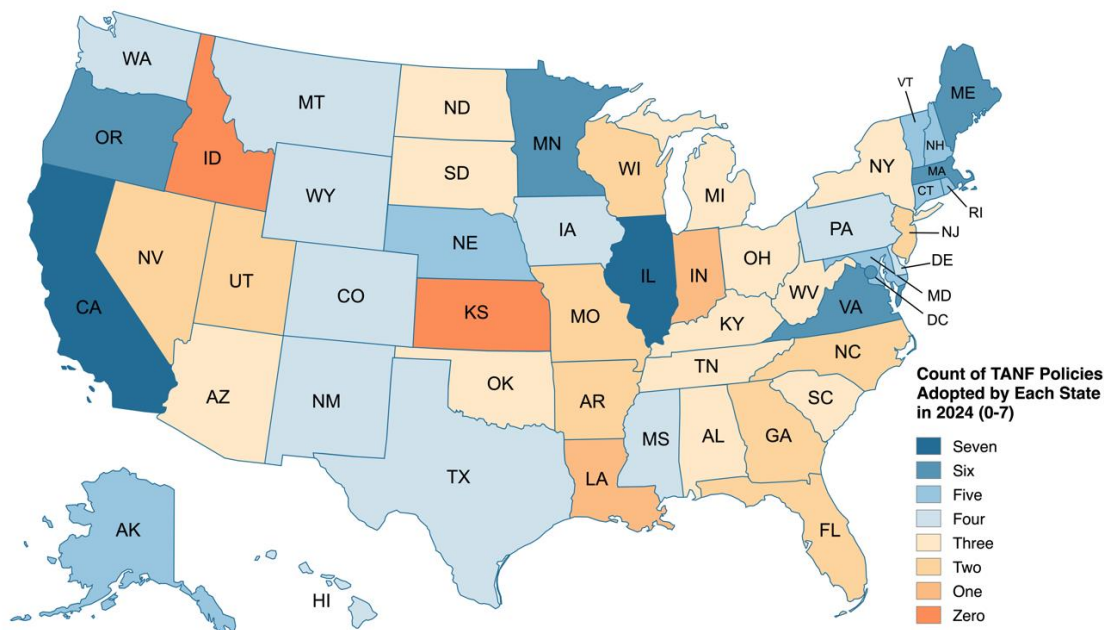 WA
MT
ND
MN
VT
ME
OR
ID
SD
WI
MI
NY
NH
MA
CT
RI
WY
NE
IA
PA
NJ
NV
UT
CO
CA
KS
IL
IN
OH
WV
VA
DE
MD
DC
MO
KY
AZ
NM
OK
AR
TN
NC
SC
MS
AL
GA
TX
LA
FL
AK
HI
Count of TANF Policies
Adopted by Each State
in 2024 (0-7)
Seven
Six
Five
Four
Three
Two
One
Zero